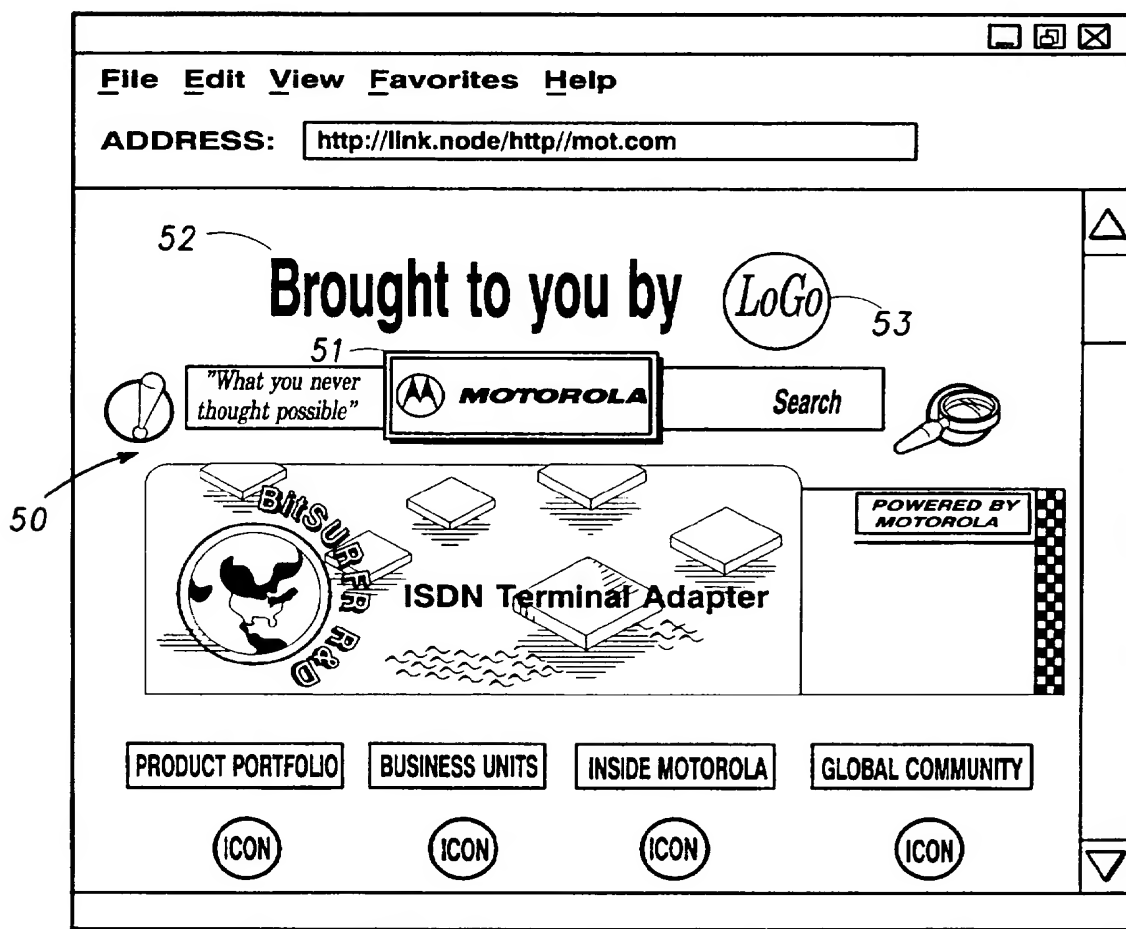 File Edit View Favorites Help
ADDRESS: http://link.node/http//mot.com
52
Brought to you by LoGo
53
51
"What you never
thought possible"
MOTOROLA
Search
50
BitSURFR R&D
ISDN Terminal Adapter
POWERED BY
MOTOROLA
PRODUCT PORTFOLIO BUSINESS UNITS INSIDE MOTOROLA GLOBAL COMMUNITY
ICON ICON ICON ICON